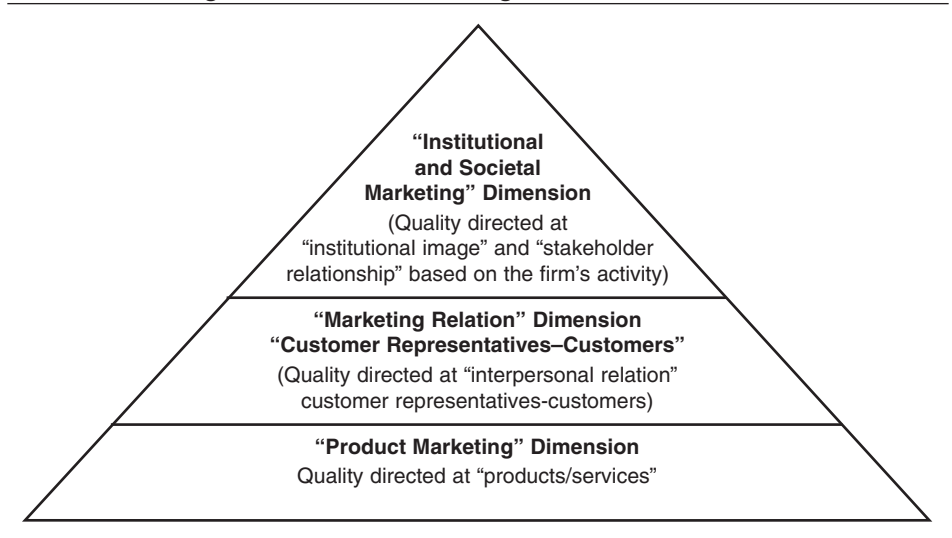 “Institutional
and Societal
Marketing” Dimension
(Quality directed at
“institutional image” and “stakeholder
relationship” based on the firm’s activity)
“Marketing Relation” Dimension
“Customer Representatives–Customers”
(Quality directed at “interpersonal relation”
customer representatives-customers)
“Product Marketing” Dimension
Quality directed at “products/services”